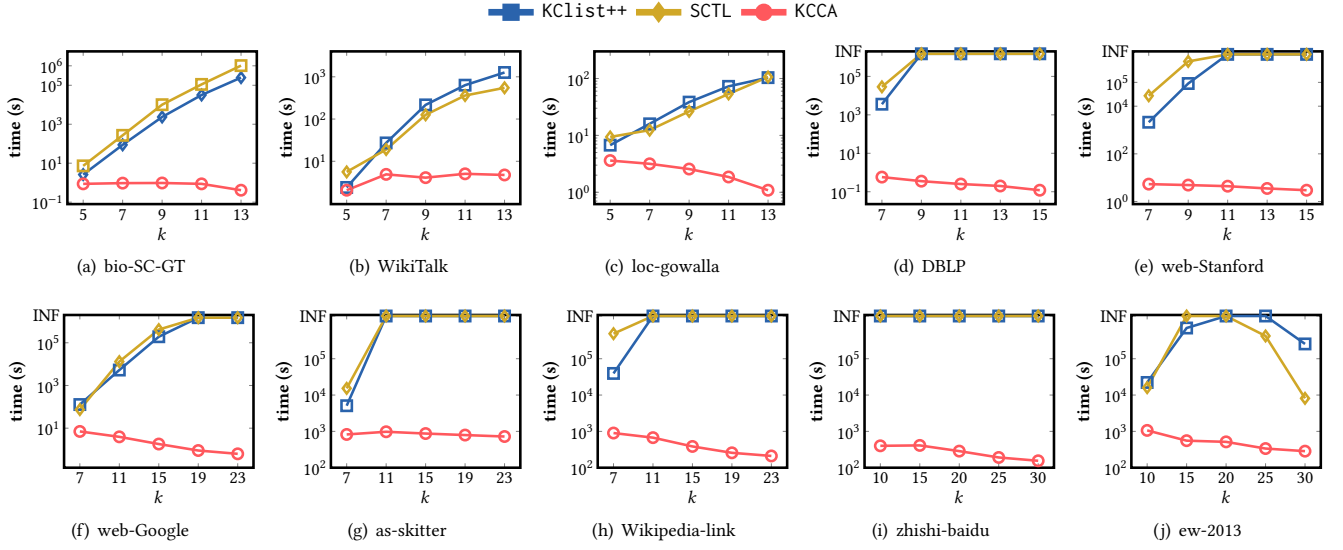 KClist++ SCTL KCCA
time (s)
10^6
10^5
10^3
10^1
10^-1
5 7 9 11 13
k
(a) bio-SC-GT
time (s)
10^3
10^2
10^1
5 7 9 11 13
k
(b) WikiTalk
time (s)
10^2
10^1
10^0
5 7 9 11 13
k
(c) loc-gowalla
time (s)
INF
10^5
10^3
10^1
10^-1
7 9 11 13 15
k
(d) DBLP
time (s)
INF
10^5
10^4
10^2
10^0
7 9 11 13 15
k
(e) web-Stanford
time (s)
INF
10^5
10^3
10^1
7 11 15 19 23
k
(f) web-Google
time (s)
INF
10^5
10^4
10^3
10^2
7 11 15 19 23
k
(g) as-skitter
time (s)
INF
10^5
10^4
10^3
10^2
7 11 15 19 23
k
(h) Wikipedia-link
time (s)
INF
10^5
10^4
10^3
10^2
10 15 20 25 30
k
(i) zhishi-baidu
time (s)
INF
10^5
10^4
10^3
10^2
10 15 20 25 30
k
(j) ew-2013